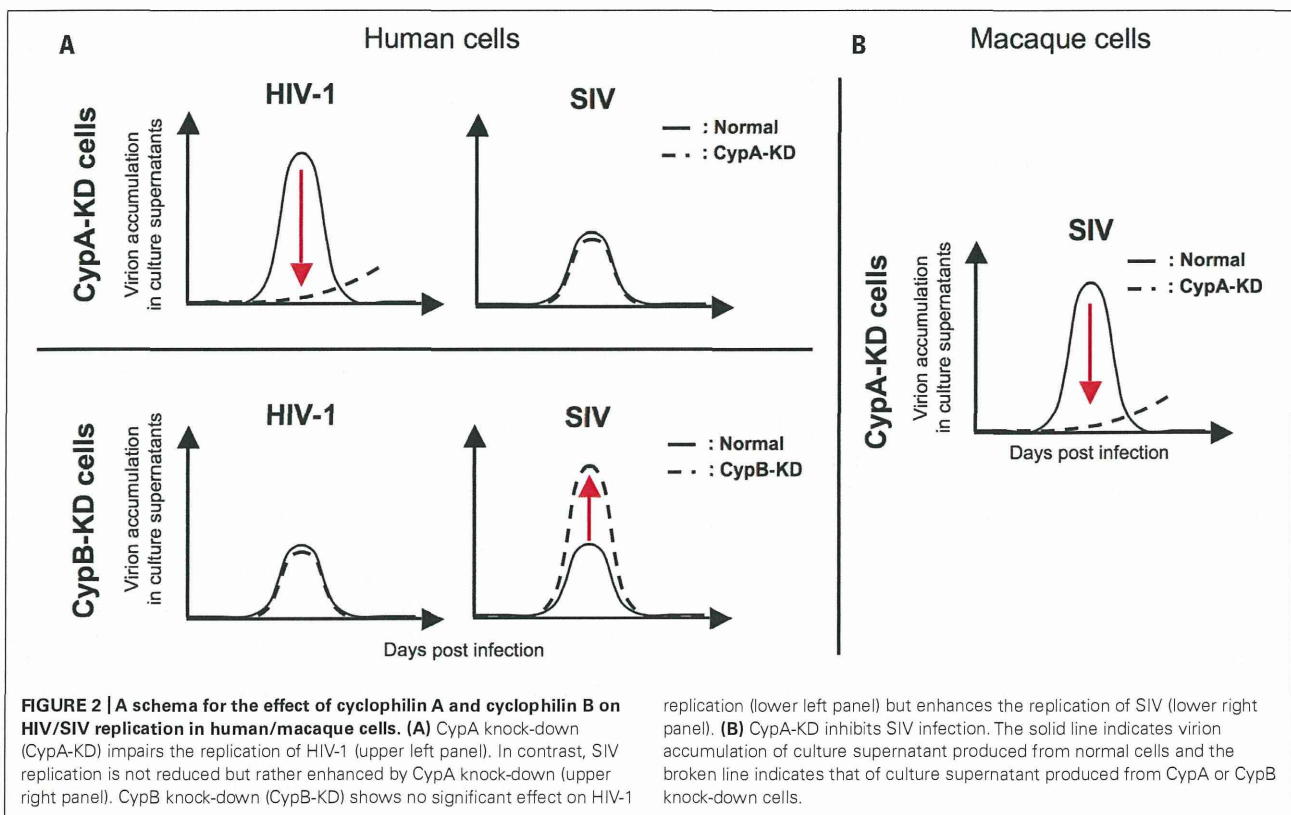 A
Human cells
HIV-1
SIV
CypA-KD cells
Virion accumulation
in culture supernatants
— : Normal
- - : CypA-KD
HIV-1
SIV
CypB-KD cells
Virion accumulation
in culture supernatants
— : Normal
- - : CypB-KD
Days post infection
B
Macaque cells
SIV
CypA-KD cells
Virion accumulation
in culture supernatants
— : Normal
- - : CypA-KD
Days post infection
FIGURE 2 | A schema for the effect of cyclophilin A and cyclophilin B on
HIV/SIV replication in human/macaque cells. (A) CypA knock-down
(CypA-KD) impairs the replication of HIV-1 (upper left panel). In contrast, SIV
replication is not reduced but rather enhanced by CypA knock-down (upper
right panel). CypB knock-down (CypB-KD) shows no significant effect on HIV-1
replication (lower left panel) but enhances the replication of SIV (lower right
panel). (B) CypA-KD inhibits SIV infection. The solid line indicates virion
accumulation of culture supernatant produced from normal cells and the
broken line indicates that of culture supernatant produced from CypA or CypB
knock-down cells.